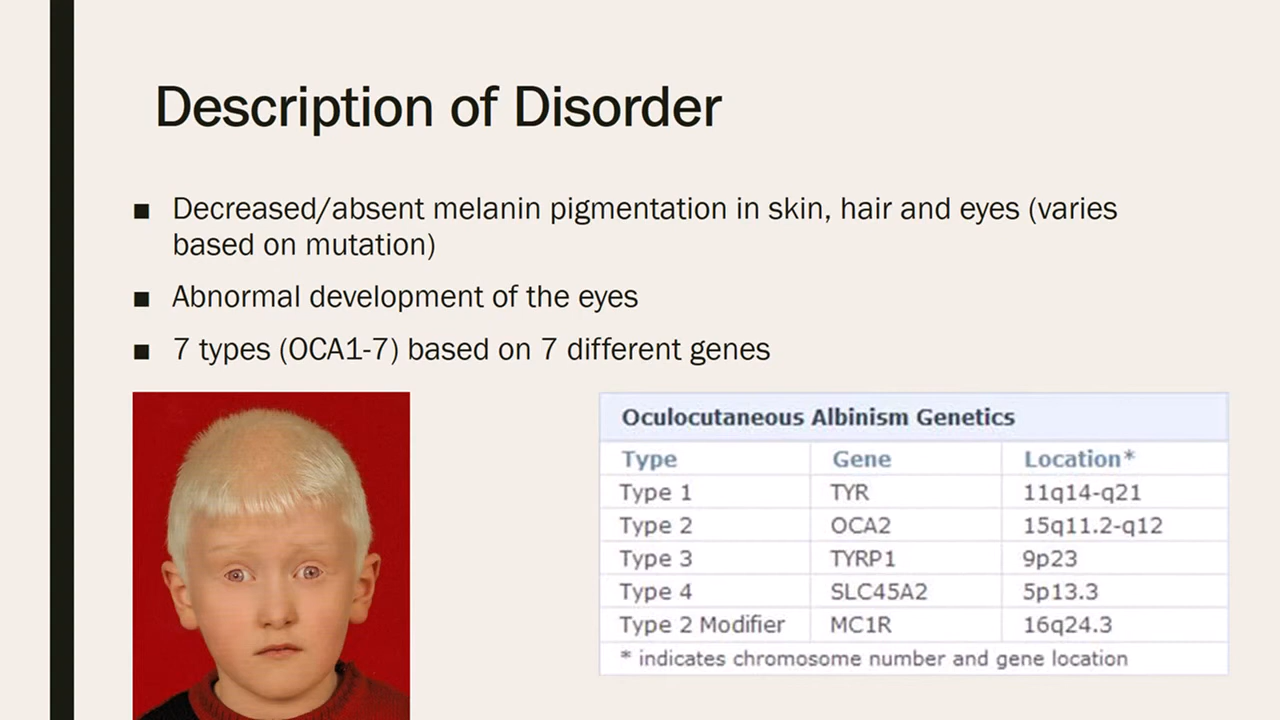 Description of Disorder
■ Decreased/absent melanin pigmentation in skin, hair and eyes (varies
based on mutation)
■ Abnormal development of the eyes
■ 7 types (OCA1-7) based on 7 different genes
Oculocutaneous Albinism Genetics
Type Gene Location*
Type 1 TYR 11q14-q21
Type 2 OCA2 15q11.2-q12
Type 3 TYRP1 9p23
Type 4 SLC45A2 5p13.3
Type 2 Modifier MC1R 16q24.3
* indicates chromosome number and gene location